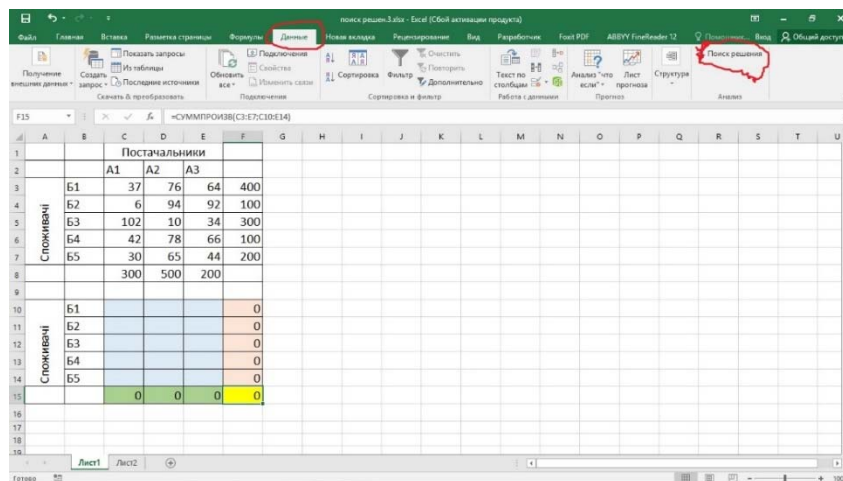 поиск решен.3.xlsx - Excel (Сбой активации продукта)
Файл Главная Вставка Разметка страницы Формулы Данные Новая вкладка Рецензирование Вид Разработчик Foxit PDF ABBYY FineReader 12 Вход Общий доступ
Получение внешних данных
Создать запрос
Показать запросы
Из таблицы
Последние источники
Скачать & преобразовать
Обновить все
Подключения
Свойства
Изменить связи
Подключения
Сортировка
Фильтр
Очистить
Повторить
Дополнительно
Сортировка и фильтр
Текст по столбцам
Работа с данными
Анализ "что если"
Лист прогноза
Прогноз
Структура
Поиск решения
Анализ
F15 =СУММПРОИЗВ(C3:E7;C10:E14)
A B C D E F G H I J K L M N O P Q R S T U
1 Постачальники
2 А1 А2 А3
Споживачі
3 Б1 37 76 64 400
4 Б2 6 94 92 100
5 Б3 102 10 34 300
6 Б4 42 78 66 100
7 Б5 30 65 44 200
8 300 500 200
9
Споживачі
10 Б1 0
11 Б2 0
12 Б3 0
13 Б4 0
14 Б5 0
15 0 0 0 0
16
17
18
19
Лист1 Лист2
Готово